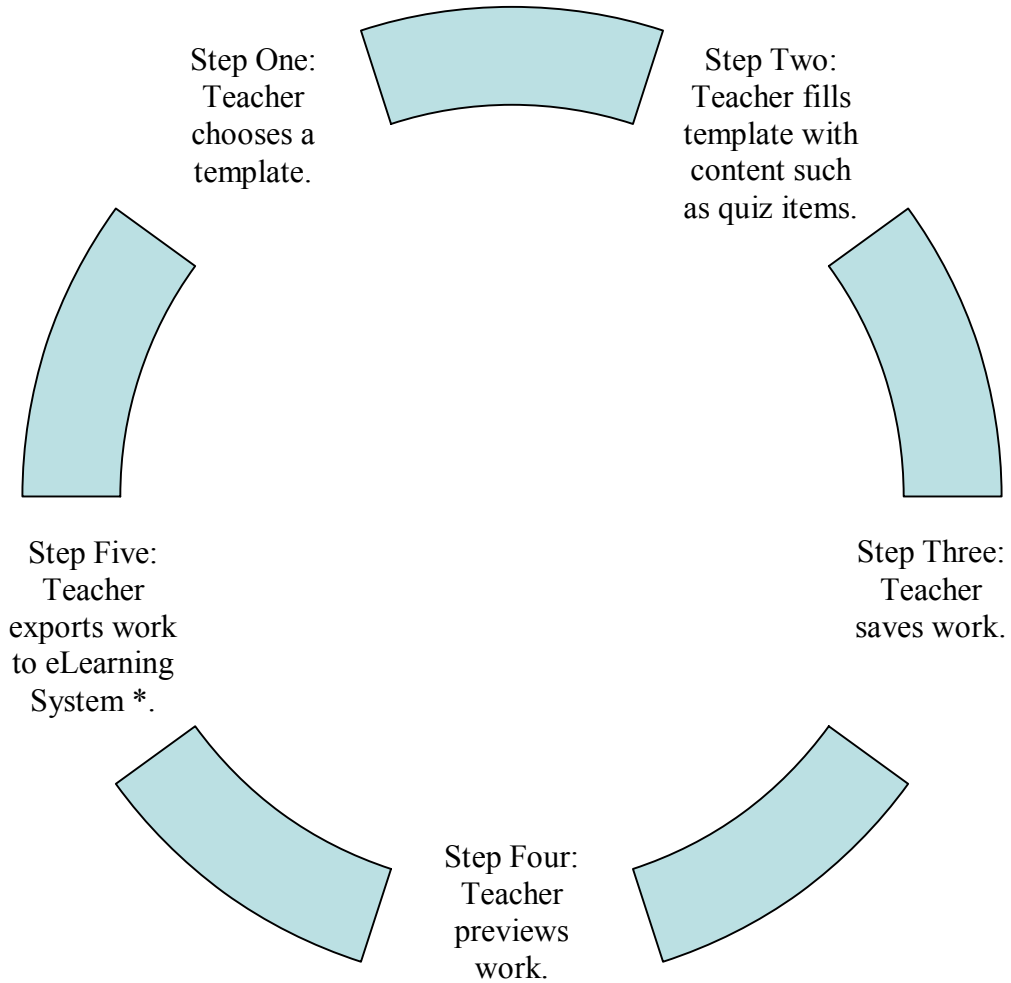 Step One:
Teacher
chooses a
template.
Step Two:
Teacher fills
template with
content such
as quiz items.
Step Three:
Teacher
saves work.
Step Four:
Teacher
previews
work.
Step Five:
Teacher
exports work
to eLearning
System *.